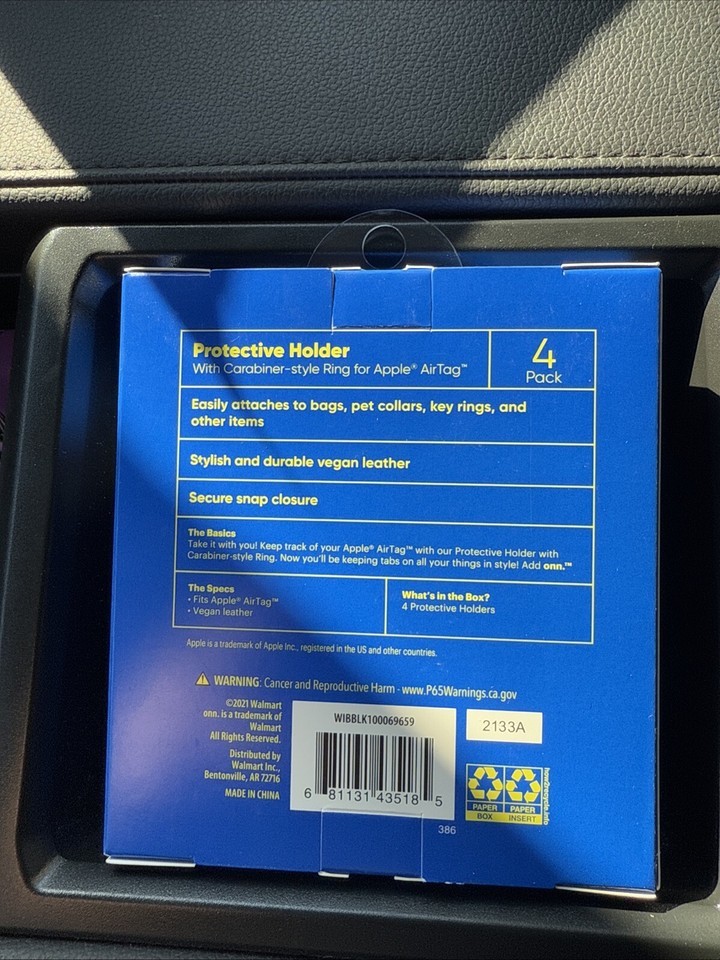 Protective Holder
With Carabiner-style Ring for Apple® AirTag™
4
Pack
Easily attaches to bags, pet collars, key rings, and
other items
Stylish and durable vegan leather
Secure snap closure
The Basics
Take it with you! Keep track of your Apple® AirTag™ with our Protective Holder with
Carabiner-style Ring. Now you'll be keeping tabs on all your things in style! Add onn.™
The Specs
• Fits Apple® AirTag™
• Vegan leather
What's in the Box?
4 Protective Holders
Apple is a trademark of Apple Inc., registered in the US and other countries.
WARNING: Cancer and Reproductive Harm - www.P65Warnings.ca.gov
©2021 Walmart
onn. is a trademark of
Walmart
All Rights Reserved.
Distributed by
Walmart Inc.,
Bentonville, AR 72716
MADE IN CHINA
WIBBLK100069659
6 81131 43518 5
386
2133A
PAPER
BOX
PAPER
INSERT
how2recycle.info